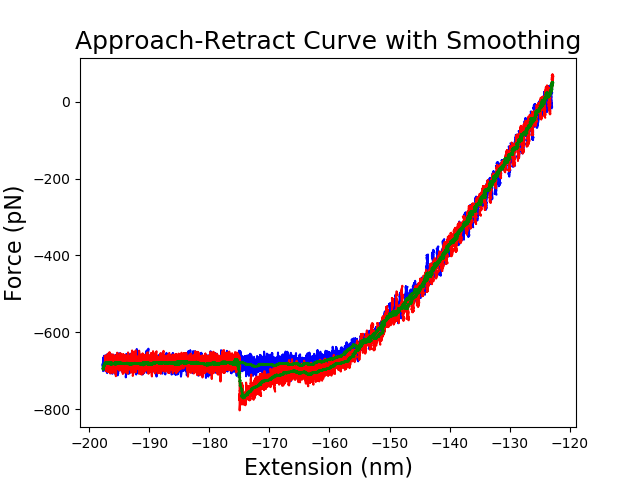 Approach-Retract Curve with Smoothing
Force (pN)
0
−200
−400
−600
−800
−200 −190 −180 −170 −160 −150 −140 −130 −120
Extension (nm)